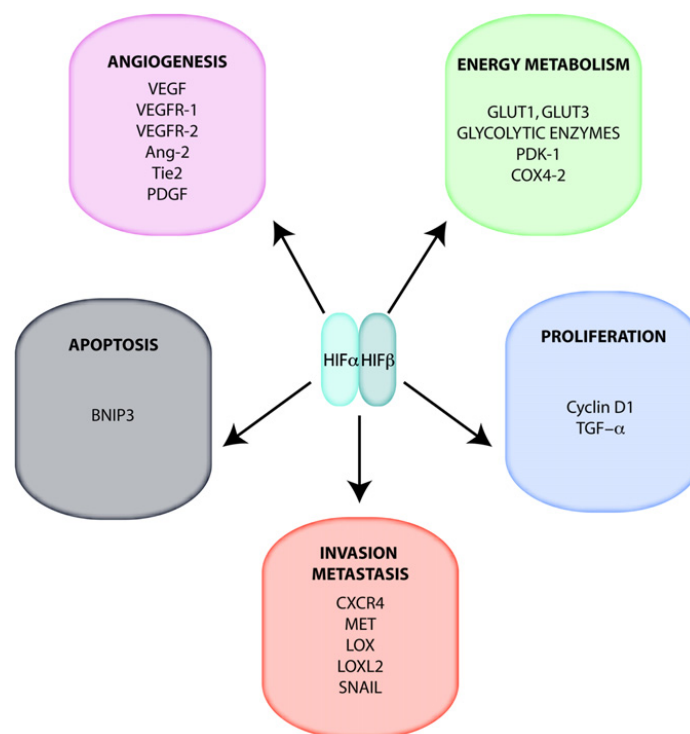 ANGIOGENESIS
VEGF
VEGFR-1
VEGFR-2
Ang-2
Tie2
PDGF
ENERGY METABOLISM
GLUT1, GLUT3
GLYCOLYTIC ENZYMES
PDK-1
COX4-2
APOPTOSIS
BNIP3
HIFα HIFβ
PROLIFERATION
Cyclin D1
TGF–α
INVASION
METASTASIS
CXCR4
MET
LOX
LOXL2
SNAIL